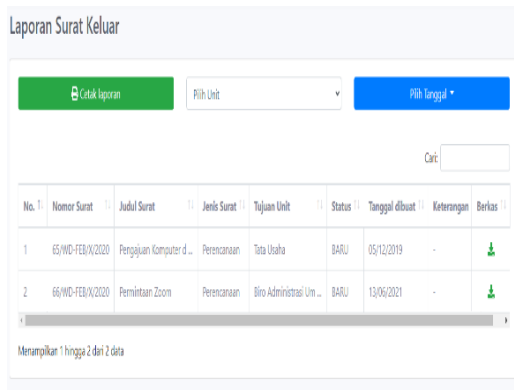 Laporan Surat Keluar
Cetak laporan Pilih Unit Pilih Tanggal
Cari:
No. Nomor Surat Judul Surat Jenis Surat Tujuan Unit Status Tanggal dibuat Keterangan Berkas
1 65/WD-FEB/X/2020 Pengajuan Komputer d ... Perencanaan Tata Usaha BARU 05/12/2019 -
2 66/WD-FEB/X/2020 Permintaan Zoom Perencanaan Biro Administrasi Um ... BARU 13/06/2021 -
Menampilkan 1 hingga 2 dari 2 data